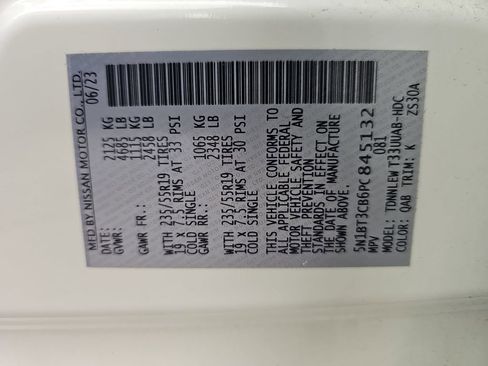 MFD BY NISSAN MOTOR CO., LTD.
06/23
GVWR: 2125 KG
4685 LB
GAWR FR.: 1115 KG
2458 LB
WITH 235/55R19 TIRES
19 X 7.5 RIMS AT 33 PSI
COLD SINGLE
GAWR RR.: 1065 KG
2348 LB
WITH 235/55R19 TIRES
19 X 7.5 RIMS AT 30 PSI
COLD SINGLE
THIS VEHICLE CONFORMS TO
ALL APPLICABLE FEDERAL
MOTOR VEHICLE SAFETY AND
THEFT PREVENTION
STANDARDS IN EFFECT ON
THE DATE OF MANUFACTURE
SHOWN ABOVE.
5N1BT3CB6PC845132
MPV 081
MODEL: TDNNLEWT33UUAB-HDC
COLOR: QAB TRIM: K ZS30A